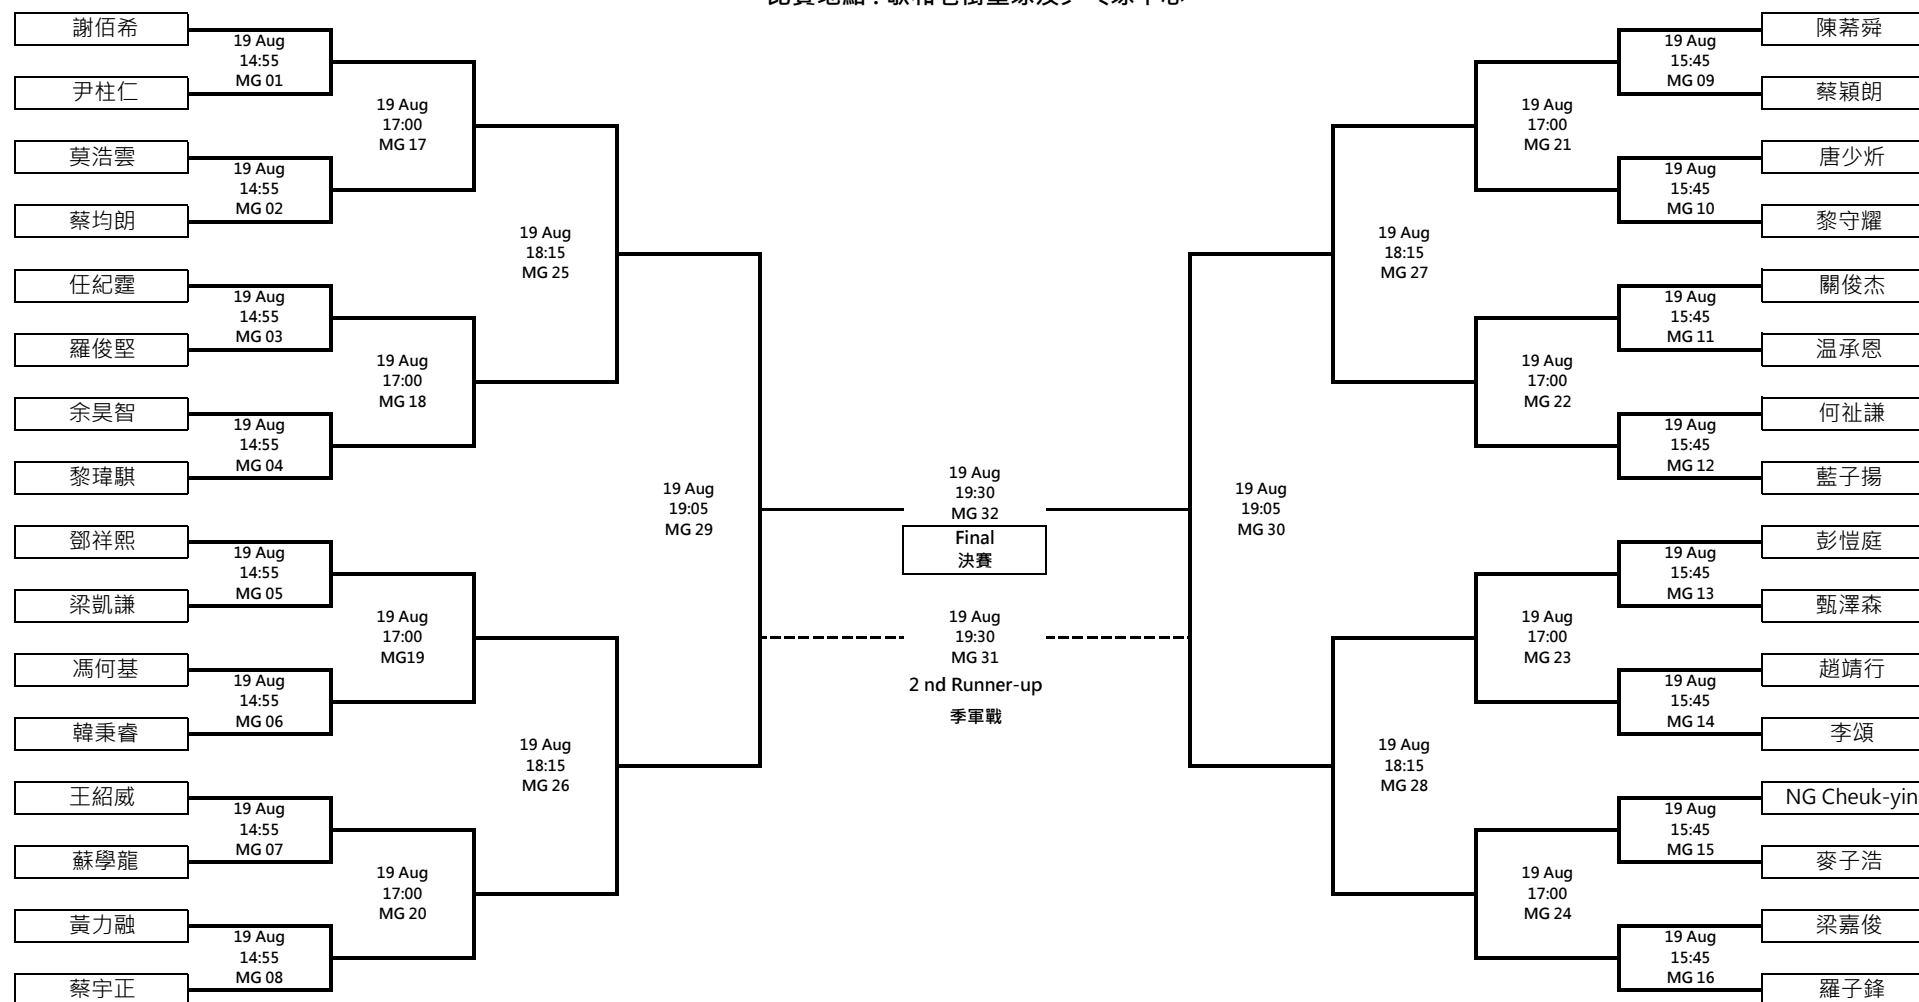 謝佰希
19 Aug
14:55
MG 01
尹柱仁
19 Aug
17:00
MG 17
莫浩雲
19 Aug
14:55
MG 02
蔡均朗
19 Aug
18:15
MG 25
任紀霆
19 Aug
14:55
MG 03
羅俊堅
19 Aug
17:00
MG 18
余昊智
19 Aug
14:55
MG 04
黎瑋騏
19 Aug
19:05
MG 29
鄧祥熙
19 Aug
14:55
MG 05
梁凱謙
19 Aug
17:00
MG19
馮何基
19 Aug
14:55
MG 06
韓秉睿
19 Aug
18:15
MG 26
王紹威
19 Aug
14:55
MG 07
蘇學龍
19 Aug
17:00
MG 20
黃力融
19 Aug
14:55
MG 08
蔡宇正
19 Aug
19:30
MG 32
Final
決賽
19 Aug
19:30
MG 31
2 nd Runner-up
季軍戰
陳莃舜
19 Aug
15:45
MG 09
蔡穎朗
19 Aug
17:00
MG 21
唐少炘
19 Aug
15:45
MG 10
黎守耀
19 Aug
18:15
MG 27
關俊杰
19 Aug
15:45
MG 11
温承恩
19 Aug
17:00
MG 22
何祉謙
19 Aug
15:45
MG 12
藍子揚
19 Aug
19:05
MG 30
彭愷庭
19 Aug
15:45
MG 13
甄澤森
19 Aug
17:00
MG 23
趙靖行
19 Aug
15:45
MG 14
李頌
19 Aug
18:15
MG 28
NG Cheuk-yin
19 Aug
15:45
MG 15
麥子浩
19 Aug
17:00
MG 24
梁嘉俊
19 Aug
15:45
MG 16
羅子鋒